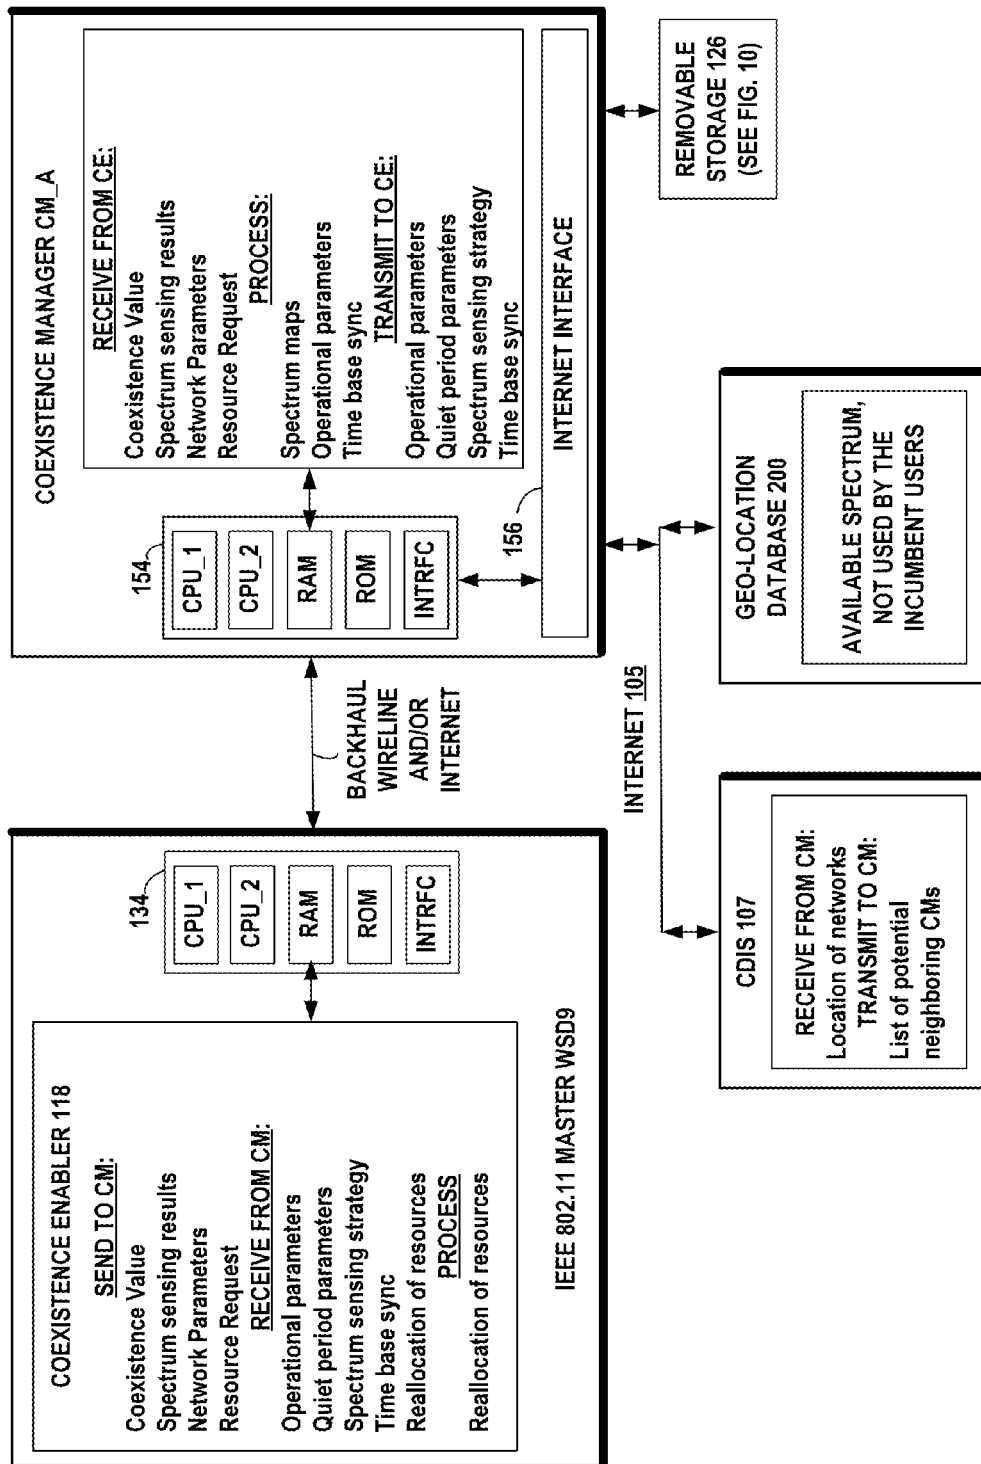 COEXISTENCE ENABLER 118
SEND TO CM:
Coexistence Value
Spectrum sensing results
Network Parameters
Resource Request
RECEIVE FROM CM:
Operational parameters
Quiet period parameters
Spectrum sensing strategy
Time base sync
Reallocation of resources
PROCESS
Reallocation of resources
IEEE 802.11 MASTER WSD9
134
CPU_1
CPU_2
RAM
ROM
INTRFC
BACKHAUL
WIRELINE
AND/OR
INTERNET
COEXISTENCE MANAGER CM_A
154
CPU_1
CPU_2
RAM
ROM
INTRFC
RECEIVE FROM CE:
Coexistence Value
Spectrum sensing results
Network Parameters
Resource Request
PROCESS:
Spectrum maps
Operational parameters
Time base sync
TRANSMIT TO CE:
Operational parameters
Quiet period parameters
Spectrum sensing strategy
Time base sync
156
INTERNET INTERFACE
REMOVABLE
STORAGE 126
(SEE FIG. 10)
INTERNET 105
CDIS 107
RECEIVE FROM CM:
Location of networks
TRANSMIT TO CM:
List of potential
neighboring CMs
GEO-LOCATION
DATABASE 200
AVAILABLE SPECTRUM,
NOT USED BY THE
INCUMBENT USERS